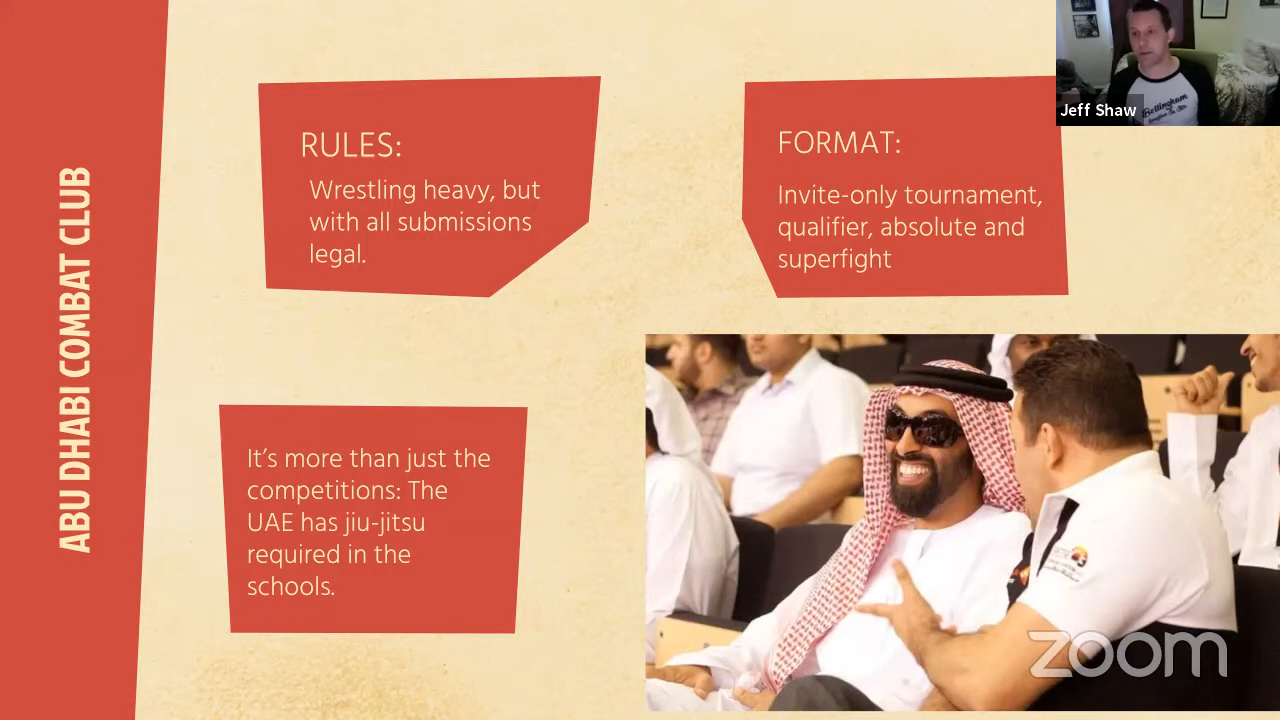 ABU DHABI COMBAT CLUB
RULES:
Wrestling heavy, but
with all submissions
legal.
FORMAT:
Invite-only tournament,
qualifier, absolute and
superfight
Jeff Shaw
Bellingham
It’s more than just the
competitions: The
UAE has jiu-jitsu
required in the
schools.
zoom